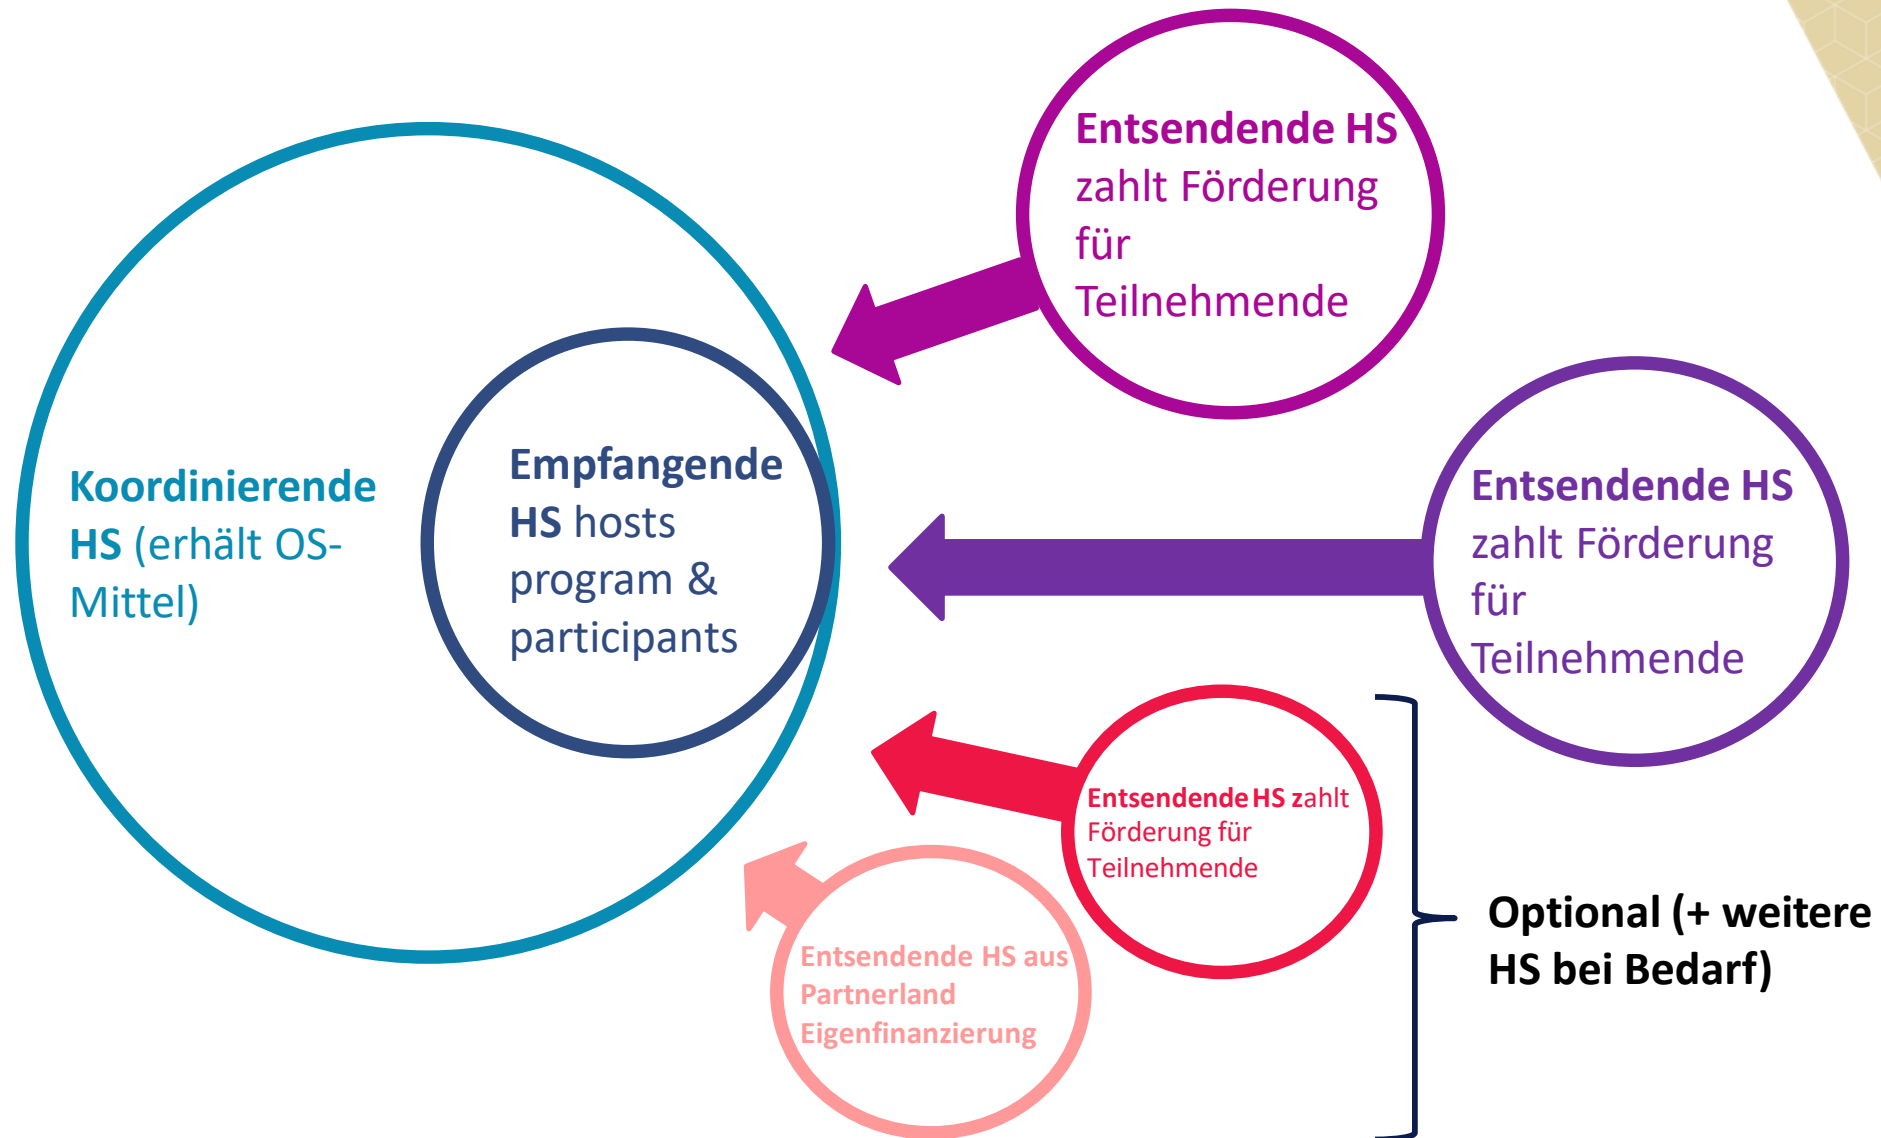 Entsendende HS
zahlt Förderung
für
Teilnehmende
Koordinierende
HS (erhält OS-
Mittel)
Empfangende
HS hosts
program &
participants
Entsendende HS
zahlt Förderung
für
Teilnehmende
Entsendende HS zahlt
Förderung für
Teilnehmende
Entsendende HS aus
Partnerland
Eigenfinanzierung
Optional (+ weitere
HS bei Bedarf)